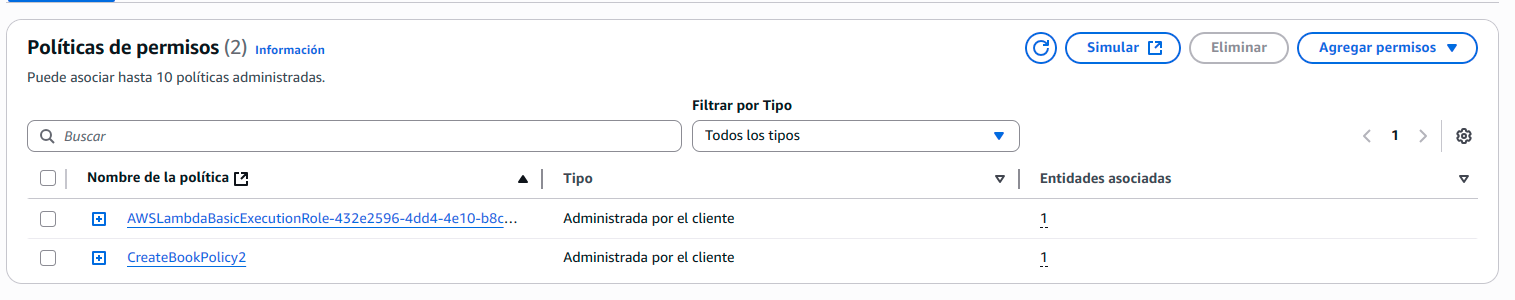 Políticas de permisos (2) Información
Simular
Eliminar
Agregar permisos
Puede asociar hasta 10 políticas administradas.
Filtrar por Tipo
Buscar
Todos los tipos
1
Nombre de la política
Tipo
Entidades asociadas
AWSLambdaBasicExecutionRole-432e2596-4dd4-4e10-b8c...
Administrada por el cliente
1
CreateBookPolicy2
Administrada por el cliente
1